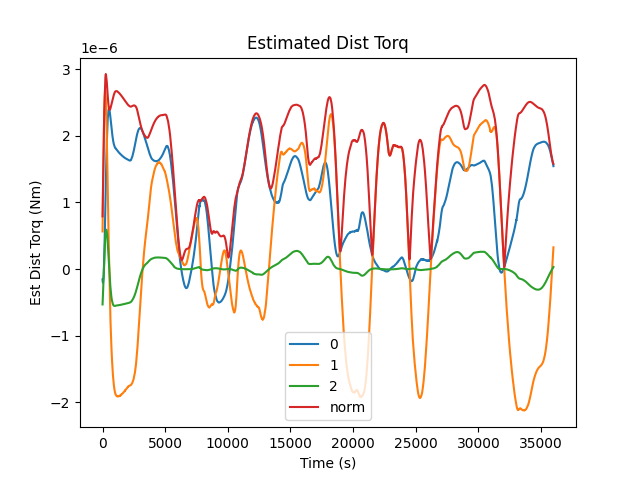 Estimated Dist Torq
1e−6
Est Dist Torq (Nm)
3
2
1
0
−1
−2
0
1
2
norm
0 5000 10000 15000 20000 25000 30000 35000
Time (s)